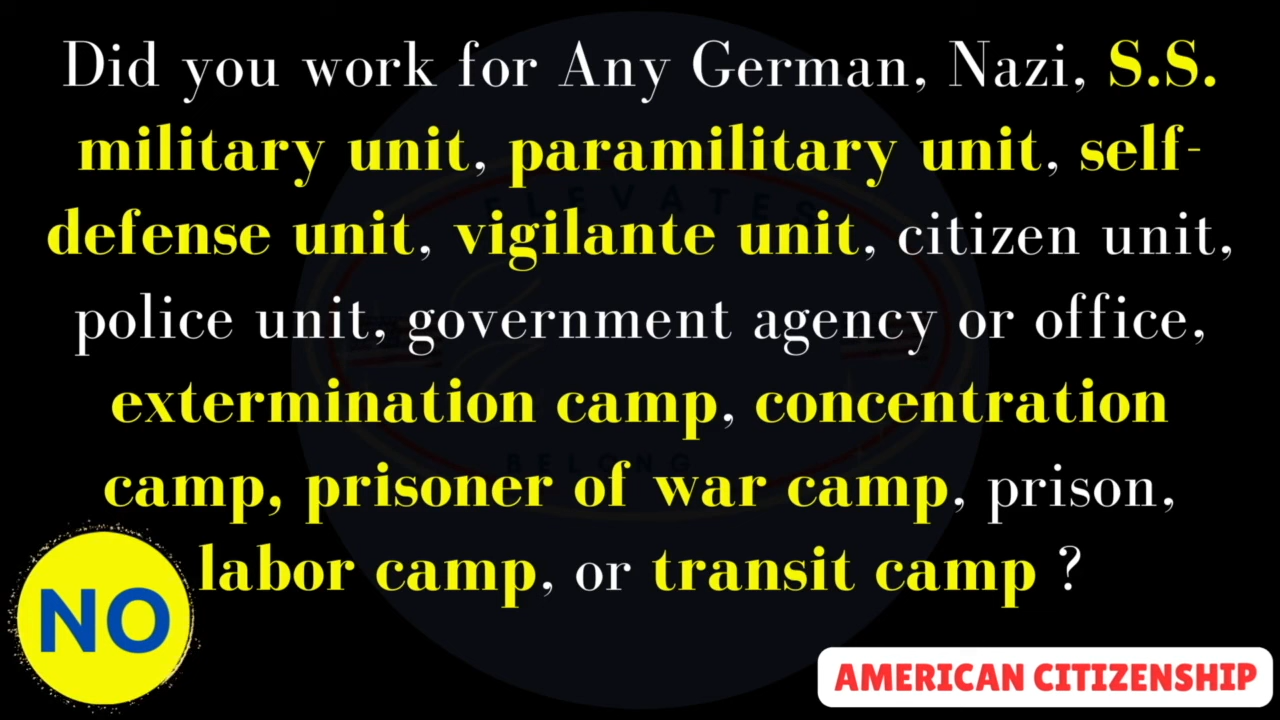 Did you work for Any German, Nazi, S.S.
military unit, paramilitary unit, self-
defense unit, vigilante unit, citizen unit,
police unit, government agency or office,
extermination camp, concentration
camp, prisoner of war camp, prison,
labor camp, or transit camp ?
NO
AMERICAN CITIZENSHIP
ELEVATES
BELONG